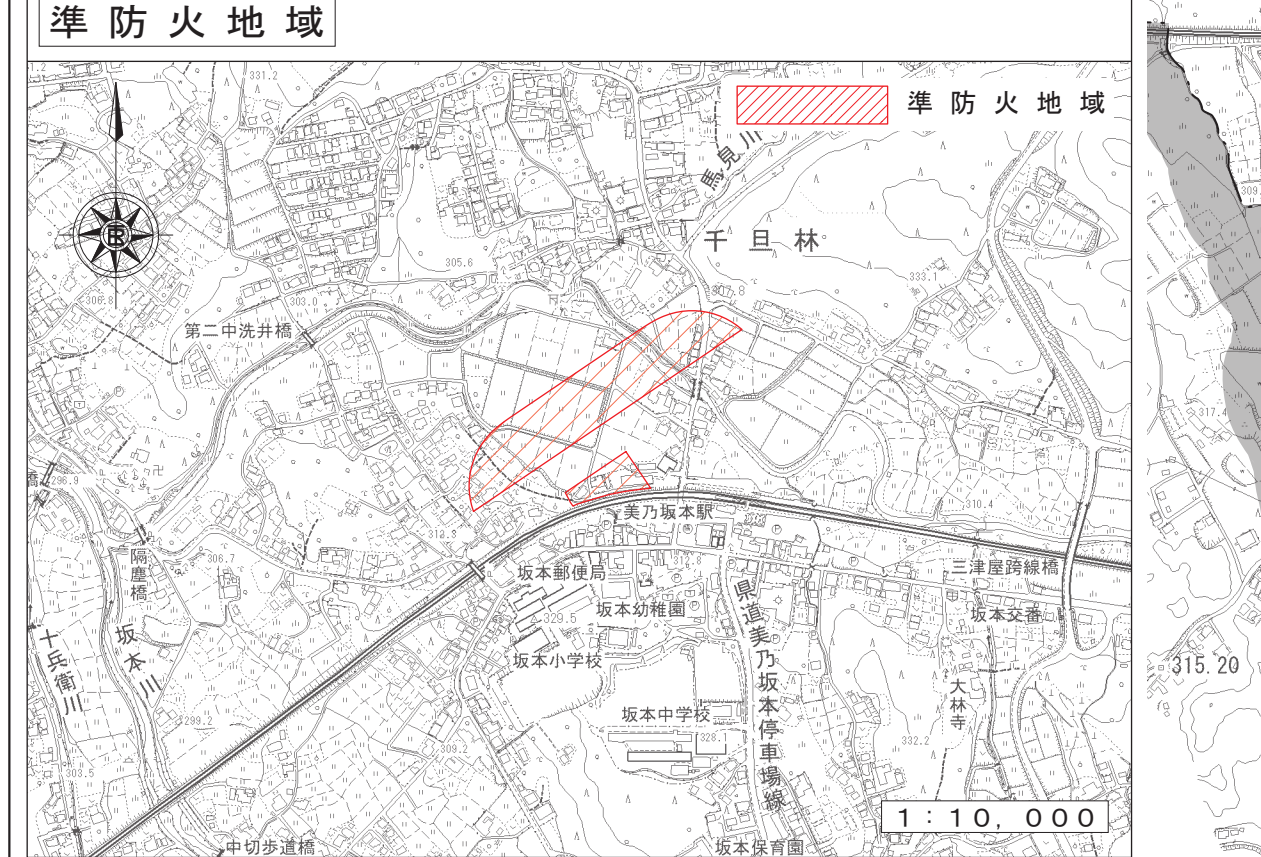 準防火地域
準防火地域
331.2
馬見川
千旦林
305.6
333.1
307.8
306.8
303.0
309.
第二中洗井橋
317.4
296.9
橋
310.4
美乃坂本駅
312.8
隔塵橋
306.7
坂本郵便局
三津屋跨線橋
坂本幼稚園
県道美乃坂本停車場線
坂本交番
329.5
十兵衛川
坂本川
坂本小学校
315.20
大林寺
坂本中学校
299.2
328.
309.2
332.2
303.5
1:10,000
中切歩道橋
坂本保育園